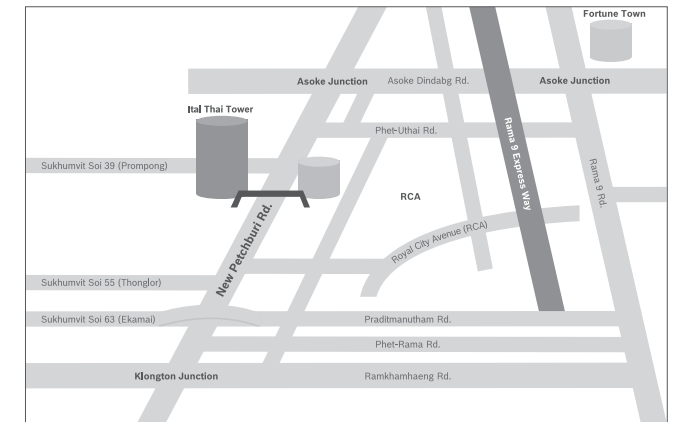 Fortune Town
Asoke Junction
Asoke Dindabg Rd.
Asoke Junction
Ital Thai Tower
Phet-Uthai Rd.
Rama 9 Express Way
Sukhumvit Soi 39 (Prompong)
Rama 9 Rd.
RCA
New Petchburi Rd.
Royal City Avenue (RCA)
Sukhumvit Soi 55 (Thonglor)
Sukhumvit Soi 63 (Ekamai)
Praditmanutham Rd.
Phet-Rama Rd.
Klongton Junction
Ramkhamhaeng Rd.